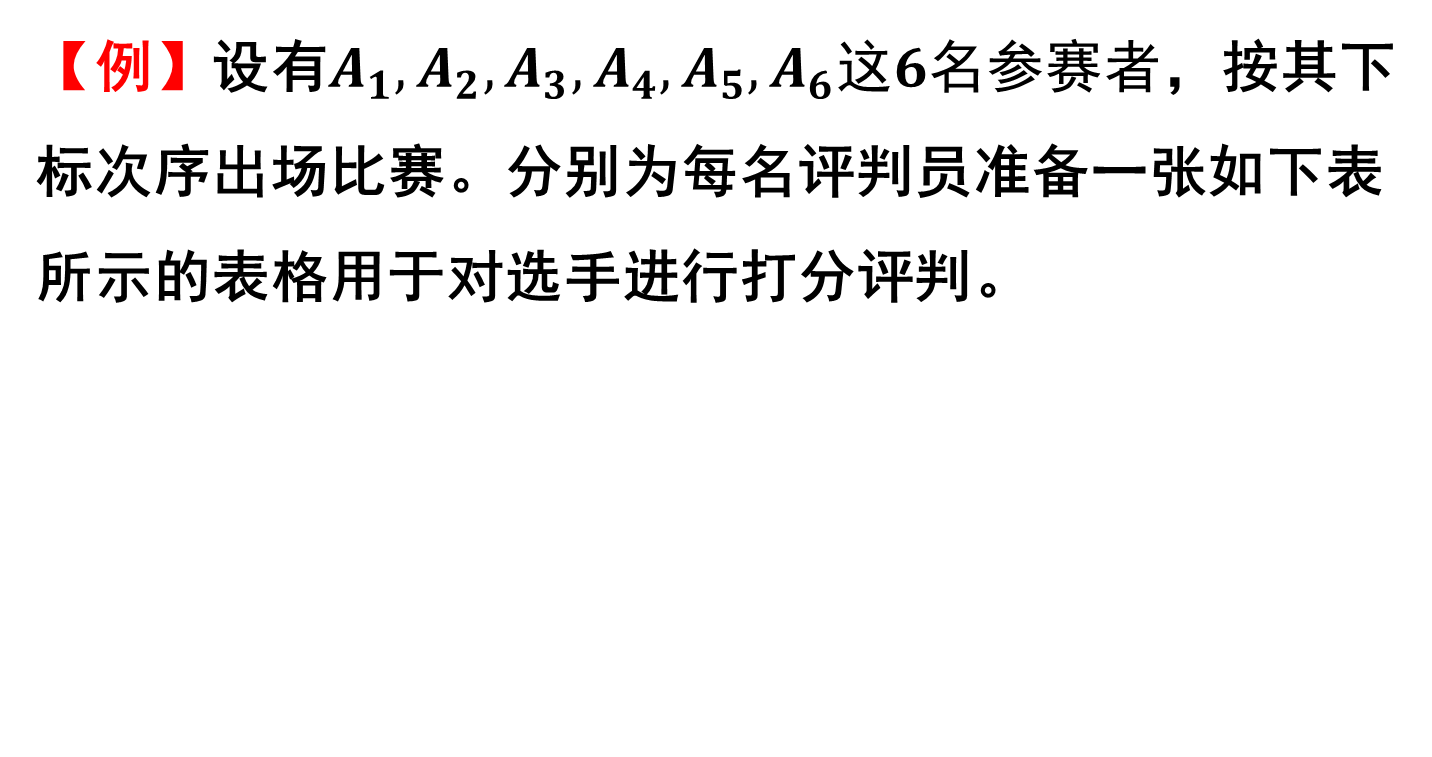 【例】设有A₁, A₂, A₃, A₄, A₅, A₆这6名参赛者，按其下
标次序出场比赛。分别为每名评判员准备一张如下表
所示的表格用于对选手进行打分评判。